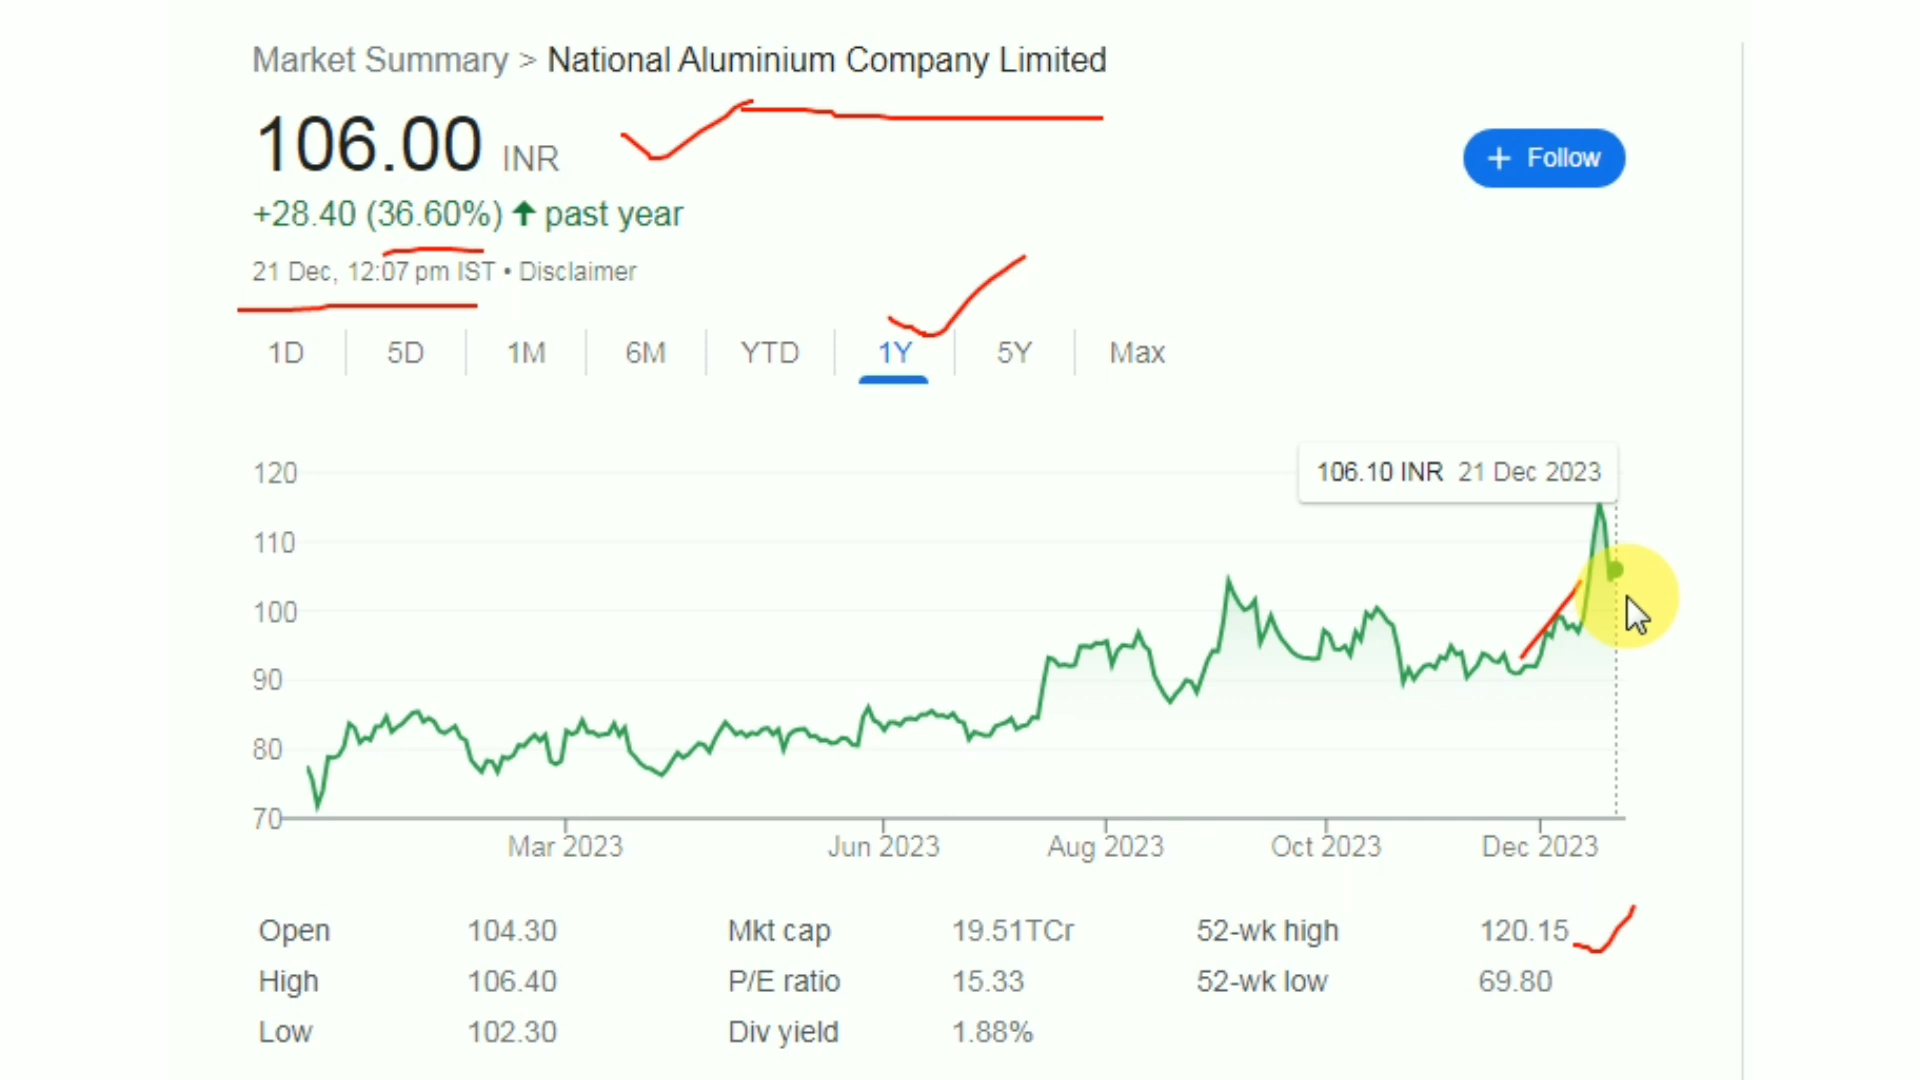 Market Summary > National Aluminium Company Limited
106.00 INR
+ Follow
+28.40 (36.60%) ↑ past year
21 Dec, 12:07 pm IST • Disclaimer
1D 5D 1M 6M YTD 1Y 5Y Max
106.10 INR 21 Dec 2023
120
110
100
90
80
70
Mar 2023 Jun 2023 Aug 2023 Oct 2023 Dec 2023
Open 104.30 Mkt cap 19.51TCr 52-wk high 120.15
High 106.40 P/E ratio 15.33 52-wk low 69.80
Low 102.30 Div yield 1.88%